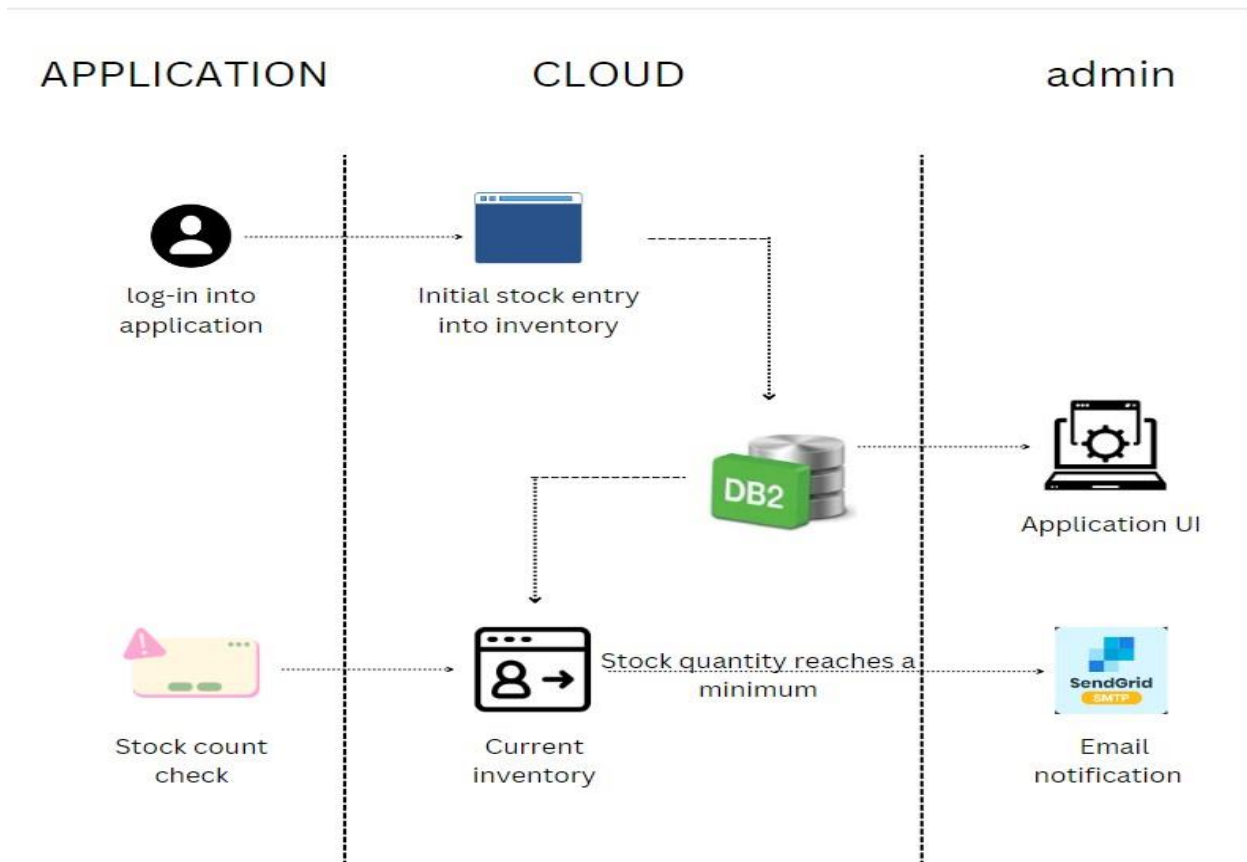 APPLICATION
CLOUD
admin
log-in into
application
Initial stock entry
into inventory
DB2
Application UI
Stock quantity reaches a
minimum
SendGrid
SMTP
Stock count
check
Current
inventory
Email
notification